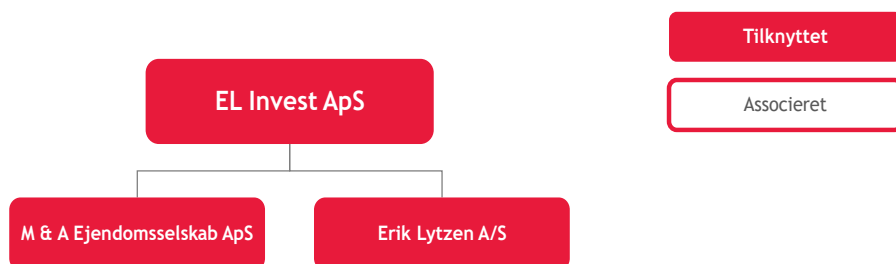 Tilknyttet
EL Invest ApS
Associeret
M & A Ejendomsselskab ApS
Erik Lytzen A/S